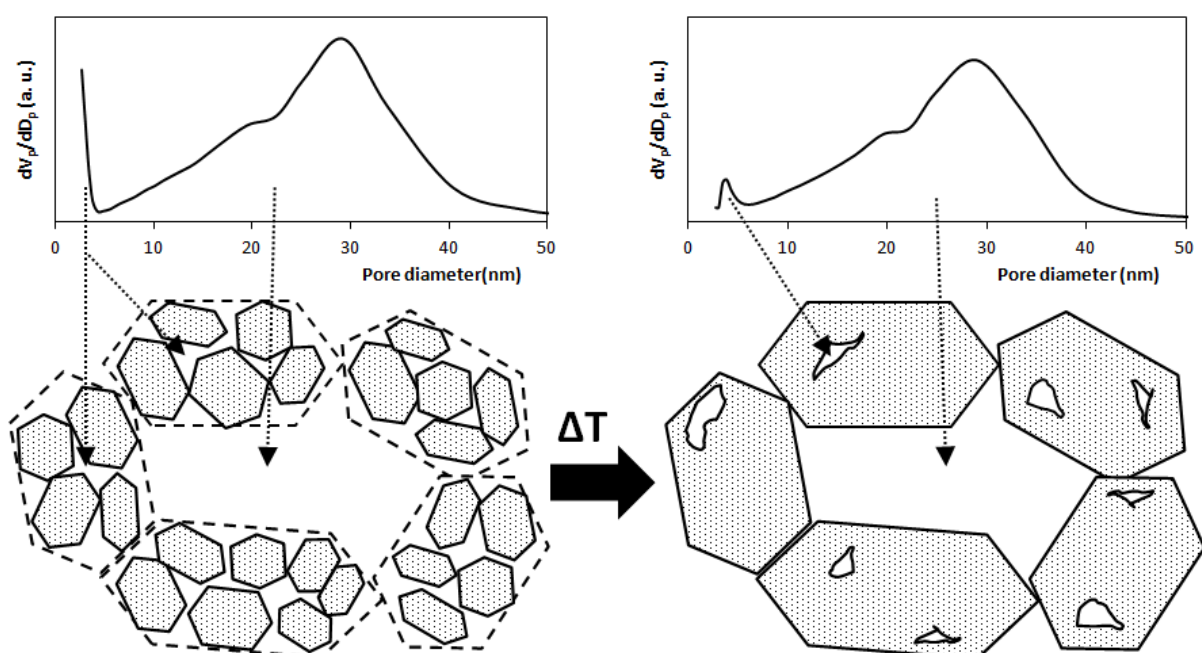 dVp/dDp (a. u.)
0 10 20 30 40 50
Pore diameter(nm)
dVp/dDp (a. u.)
0 10 20 30 40 50
Pore diameter (nm)
ΔT